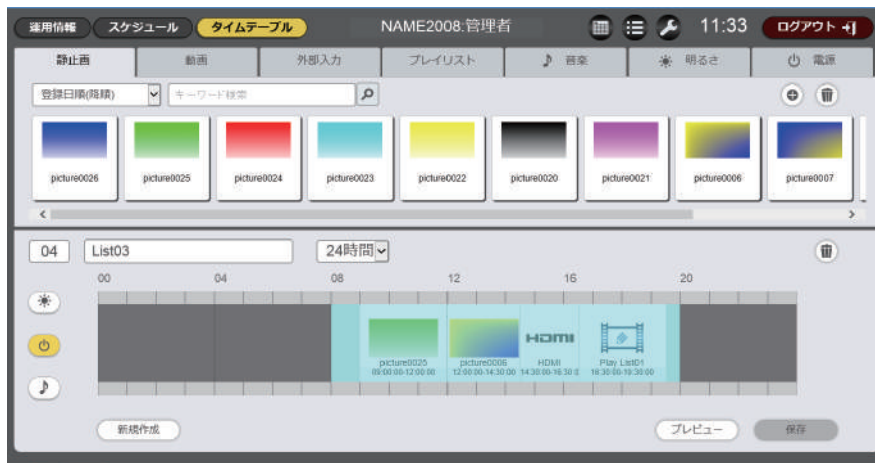 運用情報 スケジュール タイムテーブル NAME2008:管理者 11:33 ログアウト
静止画 動画 外部入力 プレイリスト 音楽 明るさ 電源
登録日順(降順) キーワード検索
picture0026 picture0025 picture0024 picture0023 picture0022 picture0020 picture0021 picture0006 picture0007
04 List03 24時間
00 04 08 12 16 20
HDMI
picture0025 picture0006 HDMI Play List01
09:00:00-12:00:00 12:00:00-14:30:00 14:30:00-16:30:0 16:30:00-19:30:00
新規作成 プレビュー 保存